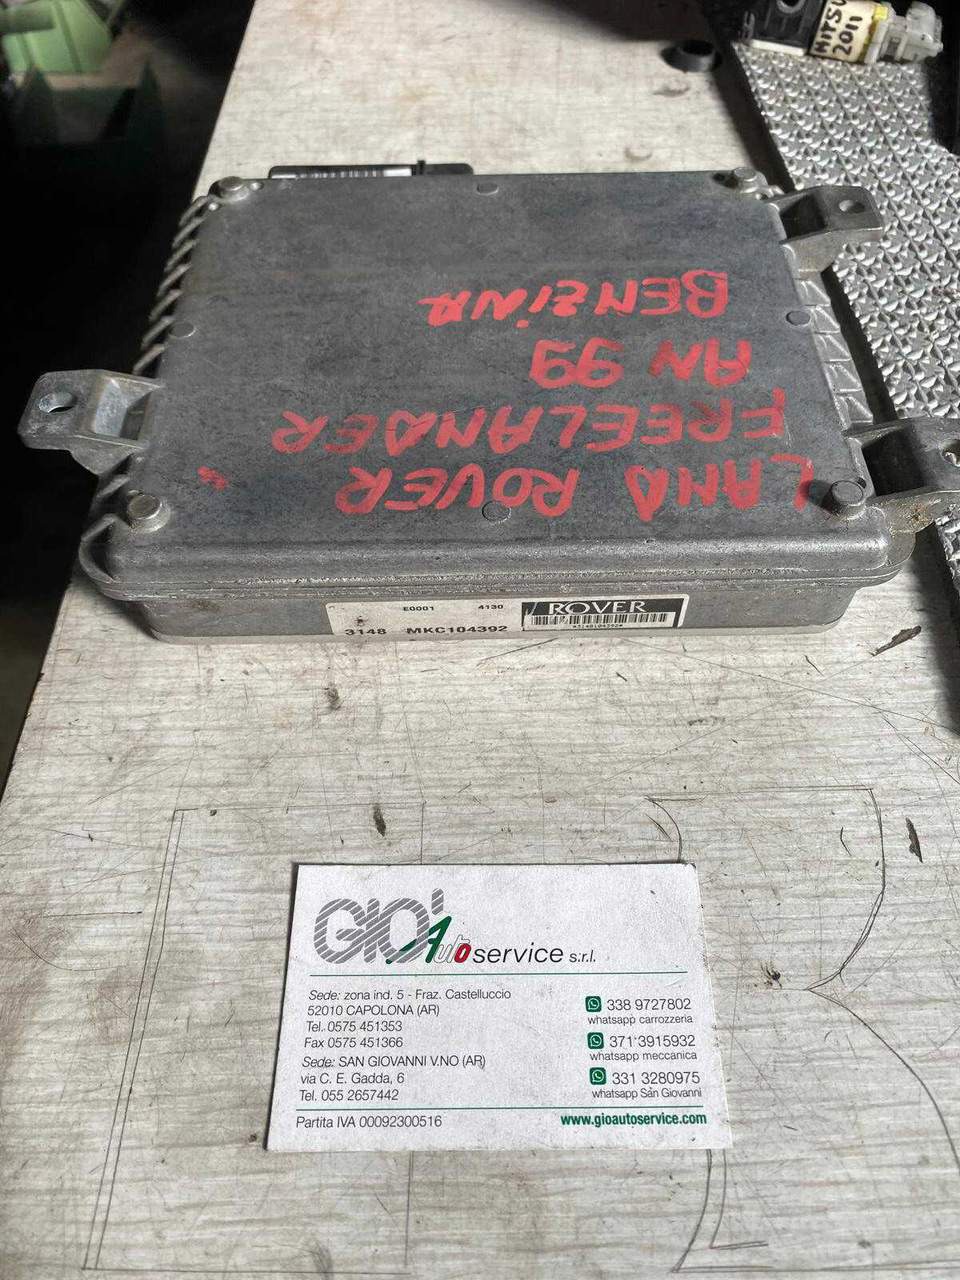 MITSU
2011
LAND ROVER
FREELANDER
AN 99
BENZINA
E0001 4130
3148 MKC104392
ROVER
*3148104392*
GIO' Auto service s.r.l.
Sede: zona ind. 5 - Fraz. Castelluccio
52010 CAPOLONA (AR)
Tel. 0575 451353
Fax 0575 451366
Sede: SAN GIOVANNI V.NO (AR)
via C. E. Gadda, 6
Tel. 055 2657442
338 9727802
whatsapp carrozzeria
371 3915932
whatsapp meccanica
331 3280975
whatsapp San Giovanni
Partita IVA 00092300516
www.gioautoservice.com